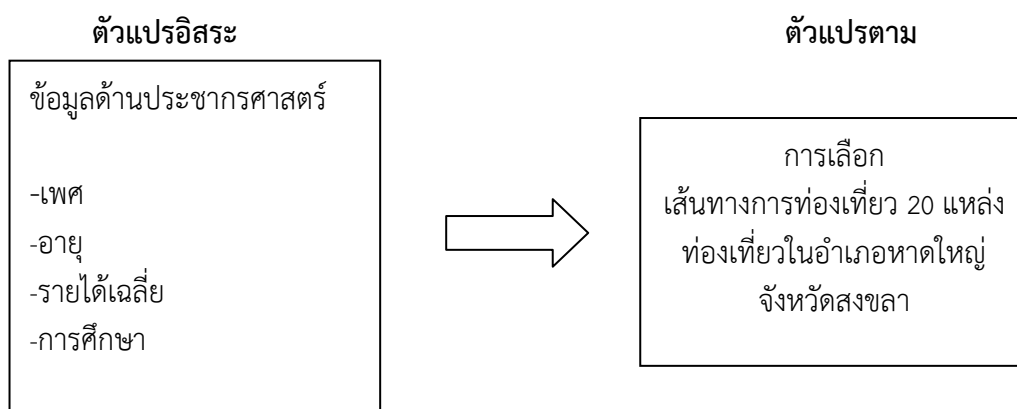 ตัวแปรอิสระ
ข้อมูลด้านประชากรศาสตร์
-เพศ
-อายุ
-รายได้เฉลี่ย
-การศึกษา
ตัวแปรตาม
การเลือก
เส้นทางการท่องเที่ยว 20 แหล่ง
ท่องเที่ยวในอำเภอหาดใหญ่
จังหวัดสงขลา